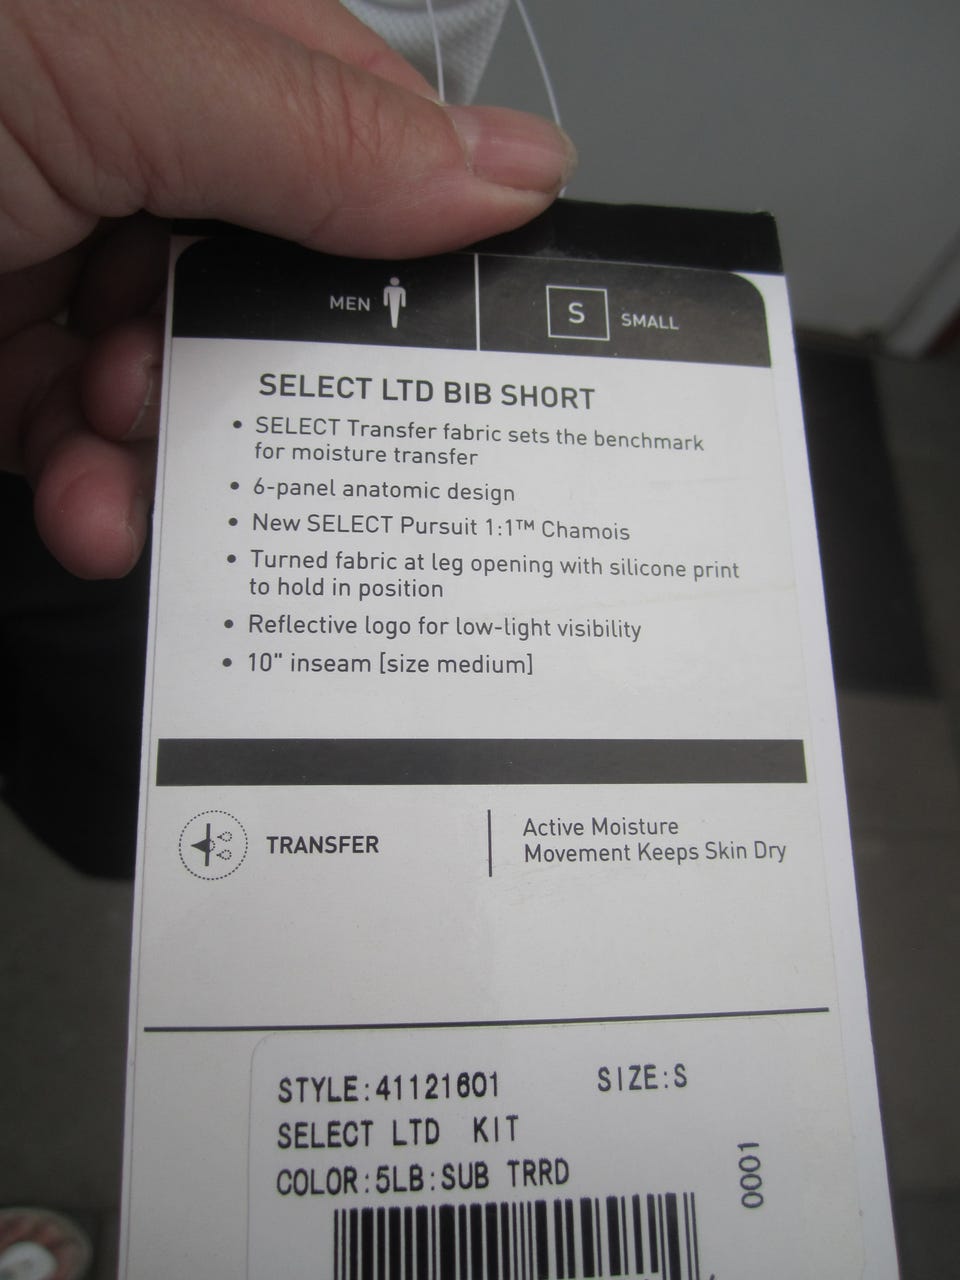 MEN
S SMALL
SELECT LTD BIB SHORT
• SELECT Transfer fabric sets the benchmark
for moisture transfer
• 6-panel anatomic design
• New SELECT Pursuit 1:1™ Chamois
• Turned fabric at leg opening with silicone print
to hold in position
• Reflective logo for low-light visibility
• 10" inseam [size medium]
TRANSFER
Active Moisture
Movement Keeps Skin Dry
STYLE:41121601 SIZE:S
SELECT LTD KIT
COLOR:5LB:SUB TRRD
0001